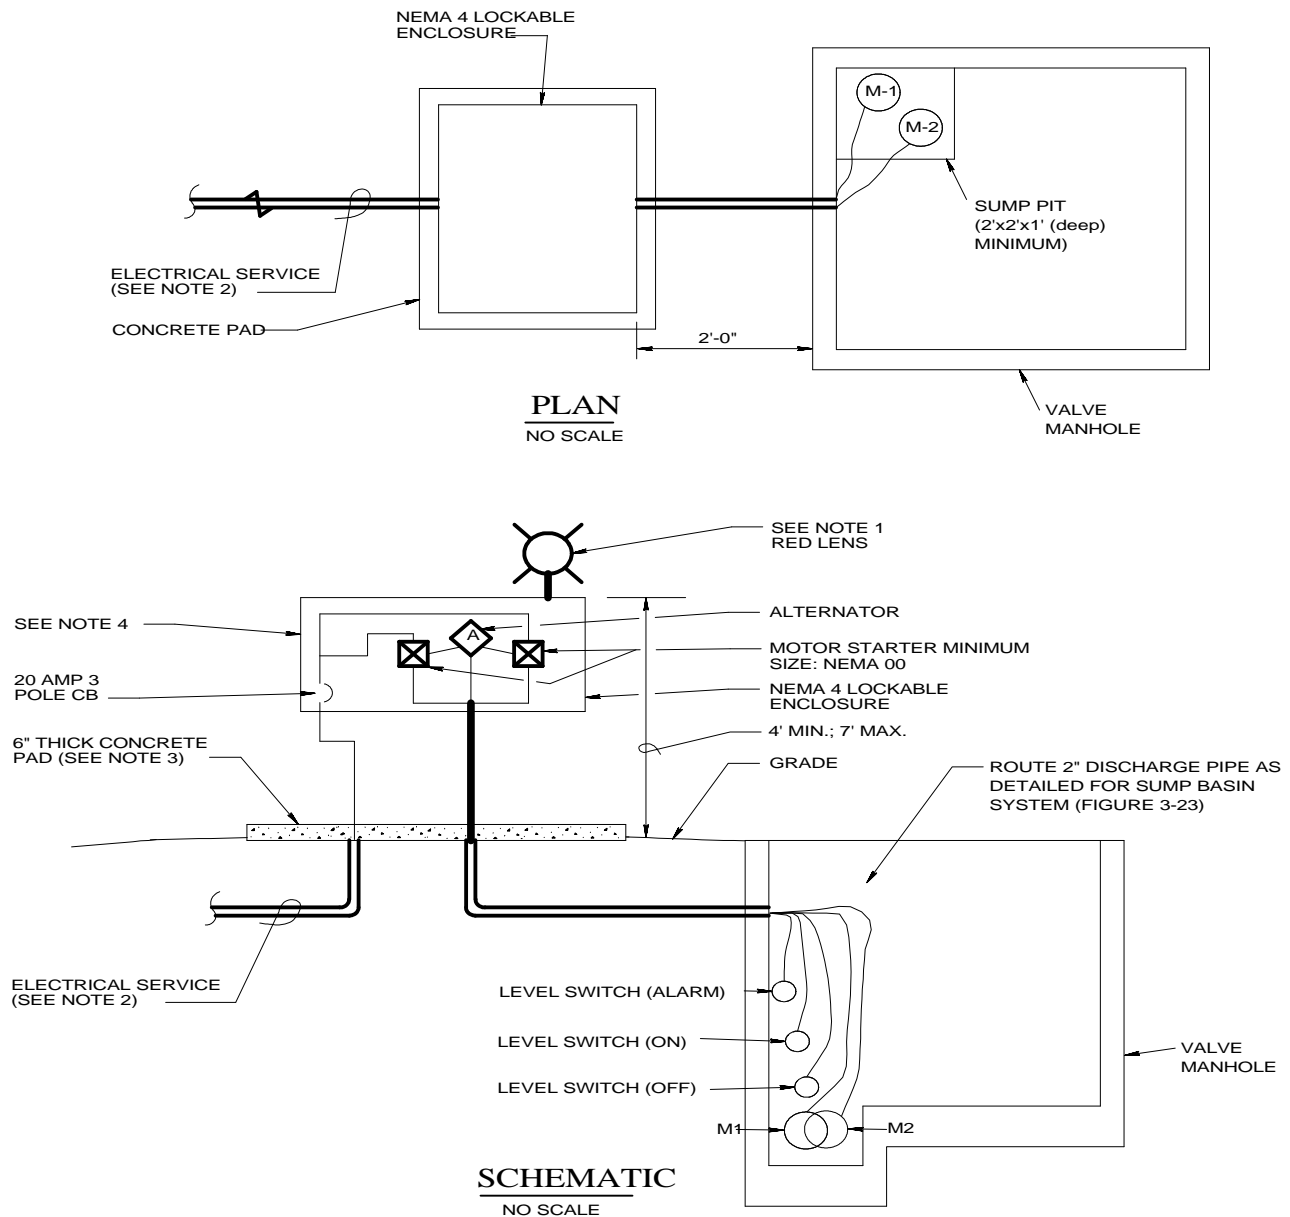 NEMA 4 LOCKABLE
ENCLOSURE
M-1
M-2
SUMP PIT
(2'x2'x1' (deep)
MINIMUM)
ELECTRICAL SERVICE
(SEE NOTE 2)
CONCRETE PAD
2'-0"
VALVE
MANHOLE
PLAN
NO SCALE
SEE NOTE 1
RED LENS
SEE NOTE 4
ALTERNATOR
A
MOTOR STARTER MINIMUM
SIZE: NEMA 00
20 AMP 3
POLE CB
NEMA 4 LOCKABLE
ENCLOSURE
4' MIN.; 7' MAX.
6" THICK CONCRETE
PAD (SEE NOTE 3)
GRADE
ROUTE 2" DISCHARGE PIPE AS
DETAILED FOR SUMP BASIN
SYSTEM (FIGURE 3-23)
ELECTRICAL SERVICE
(SEE NOTE 2)
LEVEL SWITCH (ALARM)
LEVEL SWITCH (ON)
LEVEL SWITCH (OFF)
VALVE
MANHOLE
M1
M2
SCHEMATIC
NO SCALE